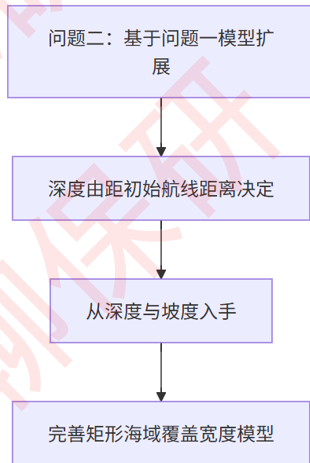 问题二：基于问题一模型扩
展
深度由距初始航线距离决定
从深度与坡度入手
完善矩形海域覆盖宽度模型
保研